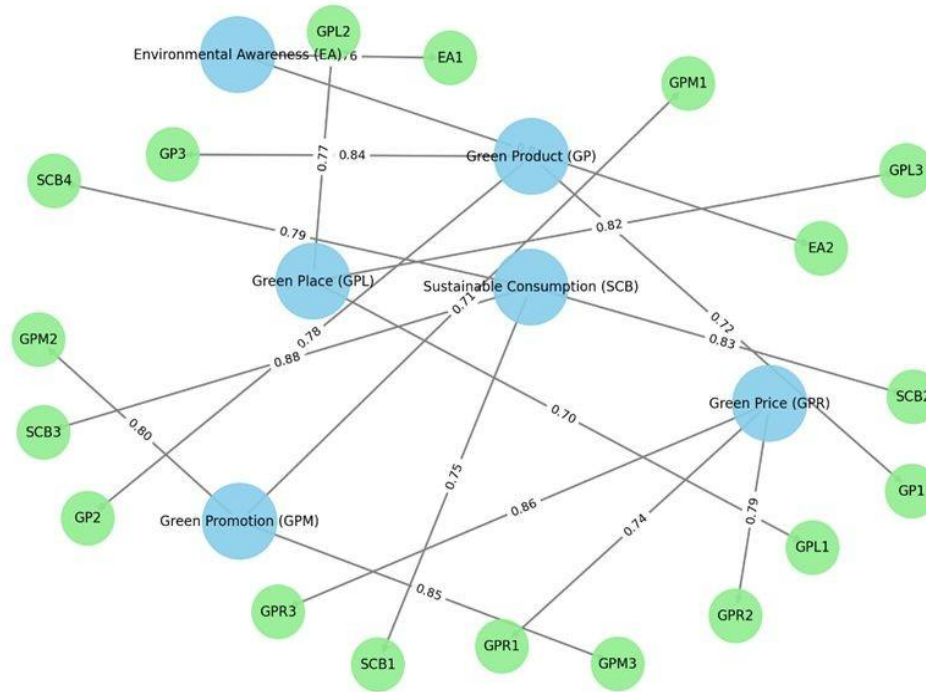 GPL2
Environmental Awareness (EA)
EA1
GPM1
GP3
0.84
Green Product (GP)
0.77
SCB4
GPL3
0.79
0.82
EA2
Green Place (GPL)
Sustainable Consumption (SCB)
0.71
0.72
0.78
0.83
GPM2
0.88
SCB2
Green Price (GPR)
0.70
SCB3
0.80
0.75
GP1
0.86
0.79
GP2
Green Promotion (GPM)
0.74
GPL1
0.85
GPR3
GPR2
GPR1
SCB1
GPM3